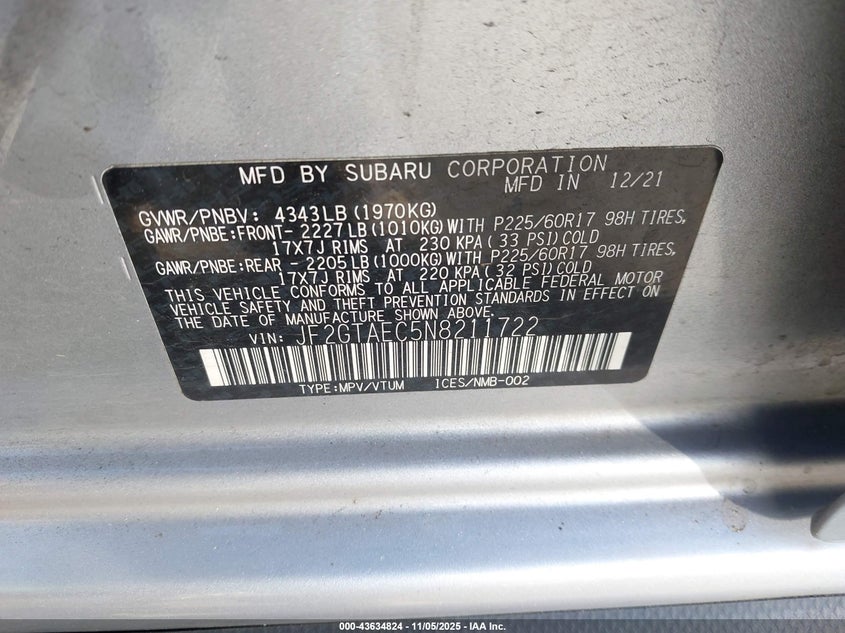 MFD BY SUBARU CORPORATION
MFD IN 12/21
GVWR/PNBV: 4343LB (1970KG)
GAWR/PNBE:FRONT- 2227LB (1010KG) WITH P225/60R17 98H TIRES,
17X7J RIMS AT 230 KPA( 33 PSI) COLD
GAWR/PNBE:REAR - 2205LB (1000KG) WITH P225/60R17 98H TIRES,
17X7J RIMS AT 220 KPA( 32 PSI) COLD
THIS VEHICLE CONFORMS TO ALL APPLICABLE FEDERAL MOTOR
VEHICLE SAFETY AND THEFT PREVENTION STANDARDS IN EFFECT ON
THE DATE OF MANUFACTURE SHOWN ABOVE.
VIN: JF2GTAEC5N8211722
TYPE:MPV/VTUM ICES/NMB-002
000-43634824 - 11/05/2025 - IAA Inc.